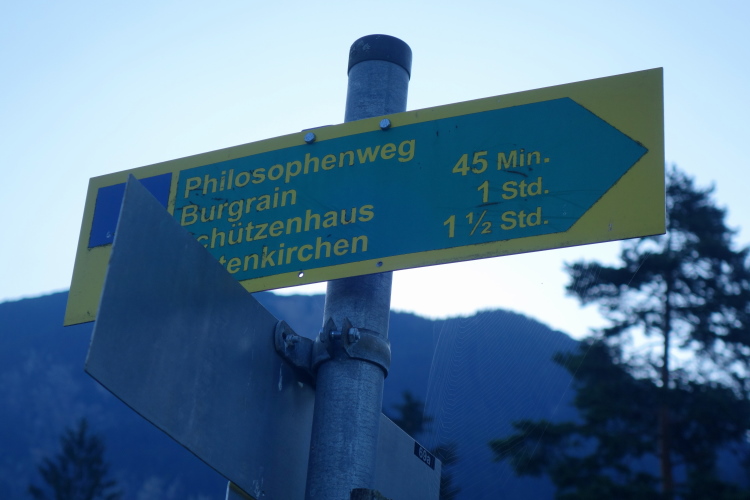 Philosophenweg
Burgrain 45 Min.
chützenhaus 1 Std.
tenkirchen 1 ½ Std.